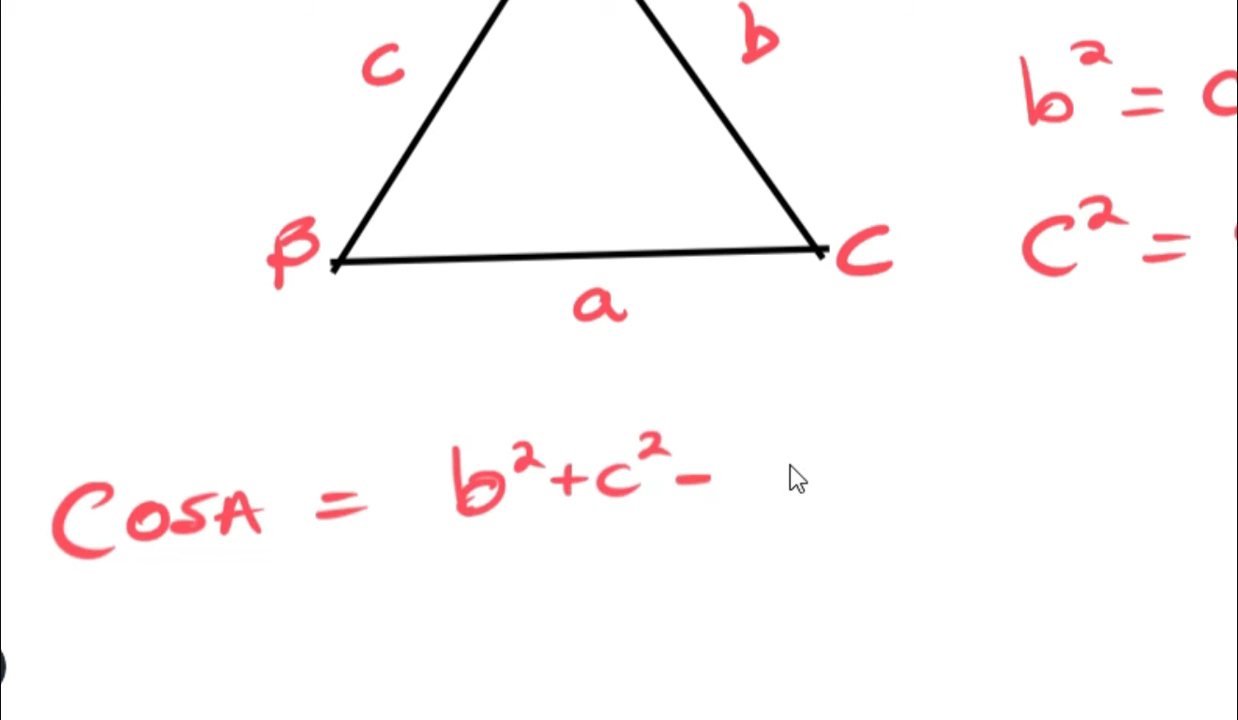 c
b
b² = c
B
C
c² =
a
CosA = b² + c² -